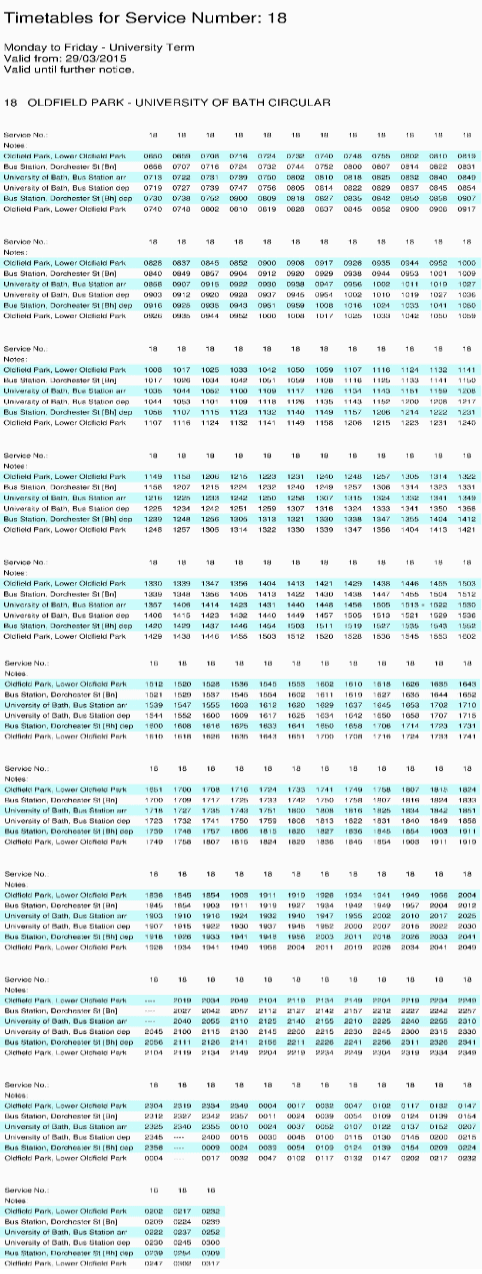 Timetables for Service Number: 18
Monday to Friday - University Term
Valid from: 29/03/2015
Valid until further notice.
18 OLDFIELD PARK - UNIVERSITY OF BATH CIRCULAR
Service No.: 18 18 18 18 18 18 18 18 18 18 18 18
Notes:
Oldfield Park, Lower Oldfield Park 0650 0659 0708 0716 0724 0732 0740 0748 0755 0802 0810 0819
Bus Station, Dorchester St [Bn] 0658 0707 0716 0724 0732 0744 0752 0800 0807 0814 0822 0831
University of Bath, Bus Station arr 0713 0722 0731 0739 0750 0802 0810 0818 0825 0832 0840 0849
University of Bath, Bus Station dep 0719 0727 0739 0747 0756 0805 0814 0822 0829 0837 0845 0854
Bus Station, Dorchester St [Bh] dep 0730 0738 0752 0800 0809 0818 0827 0835 0842 0850 0858 0907
Oldfield Park, Lower Oldfield Park 0740 0748 0802 0810 0819 0828 0837 0845 0852 0900 0908 0917
Service No.: 18 18 18 18 18 18 18 18 18 18 18 18
Notes:
Oldfield Park, Lower Oldfield Park 0828 0837 0845 0852 0900 0908 0917 0926 0935 0944 0952 1000
Bus Station, Dorchester St [Bn] 0840 0849 0857 0904 0912 0920 0929 0938 0944 0953 1001 1009
University of Bath, Bus Station arr 0858 0907 0915 0922 0930 0938 0947 0956 1002 1011 1019 1027
University of Bath, Bus Station dep 0903 0912 0920 0928 0937 0945 0954 1002 1010 1019 1027 1036
Bus Station, Dorchester St [Bh] dep 0916 0925 0935 0943 0951 0959 1008 1016 1024 1033 1041 1050
Oldfield Park, Lower Oldfield Park 0926 0935 0944 0952 1000 1008 1017 1025 1033 1042 1050 1059
Service No.: 18 18 18 18 18 18 18 18 18 18 18 18
Notes:
Oldfield Park, Lower Oldfield Park 1008 1017 1025 1033 1042 1050 1059 1107 1116 1124 1132 1141
Bus Station, Dorchester St [Bn] 1017 1026 1034 1042 1051 1059 1108 1116 1125 1133 1141 1150
University of Bath, Bus Station arr 1035 1044 1052 1100 1109 1117 1126 1134 1143 1151 1159 1208
University of Bath, Bus Station dep 1044 1053 1101 1109 1118 1126 1135 1143 1152 1200 1208 1217
Bus Station, Dorchester St [Bh] dep 1058 1107 1115 1123 1132 1140 1149 1157 1206 1214 1222 1231
Oldfield Park, Lower Oldfield Park 1107 1116 1124 1132 1141 1149 1158 1206 1215 1223 1231 1240
Service No.: 18 18 18 18 18 18 18 18 18 18 18 18
Notes:
Oldfield Park, Lower Oldfield Park 1149 1158 1206 1215 1223 1231 1240 1248 1257 1305 1314 1322
Bus Station, Dorchester St [Bn] 1158 1207 1215 1224 1232 1240 1249 1257 1306 1314 1323 1331
University of Bath, Bus Station arr 1216 1225 1233 1242 1250 1258 1307 1315 1324 1332 1341 1349
University of Bath, Bus Station dep 1225 1234 1242 1251 1259 1307 1316 1324 1333 1341 1350 1358
Bus Station, Dorchester St [Bh] dep 1239 1248 1256 1305 1313 1321 1330 1338 1347 1355 1404 1412
Oldfield Park, Lower Oldfield Park 1248 1257 1305 1314 1322 1330 1339 1347 1356 1404 1413 1421
Service No.: 18 18 18 18 18 18 18 18 18 18 18 18
Notes:
Oldfield Park, Lower Oldfield Park 1330 1339 1347 1356 1404 1413 1421 1429 1438 1446 1455 1503
Bus Station, Dorchester St [Bn] 1339 1348 1356 1405 1413 1422 1430 1438 1447 1455 1504 1512
University of Bath, Bus Station arr 1357 1406 1414 1423 1431 1440 1448 1456 1505 1513 1522 1530
University of Bath, Bus Station dep 1406 1415 1423 1432 1440 1449 1457 1505 1513 1521 1529 1536
Bus Station, Dorchester St [Bh] dep 1420 1429 1437 1446 1454 1503 1511 1519 1527 1535 1543 1552
Oldfield Park, Lower Oldfield Park 1429 1438 1446 1455 1503 1512 1520 1528 1536 1545 1553 1602
Service No.: 18 18 18 18 18 18 18 18 18 18 18 18
Notes:
Oldfield Park, Lower Oldfield Park 1512 1520 1528 1536 1545 1553 1602 1610 1618 1626 1635 1643
Bus Station, Dorchester St [Bn] 1521 1529 1537 1545 1554 1602 1611 1619 1627 1635 1644 1652
University of Bath, Bus Station arr 1539 1547 1555 1603 1612 1620 1629 1637 1645 1653 1702 1710
University of Bath, Bus Station dep 1544 1552 1600 1609 1617 1625 1634 1642 1650 1658 1707 1715
Bus Station, Dorchester St [Bh] dep 1600 1608 1616 1625 1633 1641 1650 1658 1706 1714 1723 1731
Oldfield Park, Lower Oldfield Park 1610 1618 1626 1635 1643 1651 1700 1708 1716 1724 1733 1741
Service No.: 18 18 18 18 18 18 18 18 18 18 18 18
Notes:
Oldfield Park, Lower Oldfield Park 1651 1700 1708 1716 1724 1733 1741 1749 1758 1807 1815 1824
Bus Station, Dorchester St [Bn] 1700 1709 1717 1725 1733 1742 1750 1758 1807 1816 1824 1833
University of Bath, Bus Station arr 1718 1727 1735 1743 1751 1800 1808 1816 1825 1834 1842 1851
University of Bath, Bus Station dep 1723 1732 1741 1750 1759 1806 1813 1822 1831 1840 1849 1858
Bus Station, Dorchester St [Bh] dep 1739 1748 1757 1806 1815 1820 1827 1836 1845 1854 1903 1911
Oldfield Park, Lower Oldfield Park 1749 1758 1807 1815 1824 1829 1836 1845 1854 1903 1911 1919
Service No.: 18 18 18 18 18 18 18 18 18 18 18 18
Notes:
Oldfield Park, Lower Oldfield Park 1836 1845 1854 1903 1911 1919 1926 1934 1941 1949 1956 2004
Bus Station, Dorchester St [Bn] 1845 1854 1903 1911 1919 1927 1934 1942 1949 1957 2004 2012
University of Bath, Bus Station arr 1903 1910 1916 1924 1932 1940 1947 1955 2002 2010 2017 2025
University of Bath, Bus Station dep 1907 1915 1922 1930 1937 1945 1952 2000 2007 2015 2022 2030
Bus Station, Dorchester St [Bh] dep 1918 1926 1933 1941 1948 1956 2003 2011 2018 2026 2033 2041
Oldfield Park, Lower Oldfield Park 1926 1934 1941 1949 1956 2004 2011 2019 2026 2034 2041 2049
Service No.: 18 18 18 18 18 18 18 18 18 18 18 18
Notes:
Oldfield Park, Lower Oldfield Park ---- 2019 2034 2049 2104 2119 2134 2149 2204 2219 2234 2249
Bus Station, Dorchester St [Bn] ---- 2027 2042 2057 2112 2127 2142 2157 2212 2227 2242 2257
University of Bath, Bus Station arr ---- 2040 2055 2110 2125 2140 2155 2210 2225 2240 2255 2310
University of Bath, Bus Station dep 2045 2100 2115 2130 2145 2200 2215 2230 2245 2300 2315 2330
Bus Station, Dorchester St [Bh] dep 2056 2111 2126 2141 2156 2211 2226 2241 2256 2311 2326 2341
Oldfield Park, Lower Oldfield Park 2104 2119 2134 2149 2204 2219 2234 2249 2304 2319 2334 2349
Service No.: 18 18 18 18 18 18 18 18 18 18 18 18
Notes:
Oldfield Park, Lower Oldfield Park 2304 2319 2334 2349 0004 0017 0032 0047 0102 0117 0132 0147
Bus Station, Dorchester St [Bn] 2312 2327 2342 2357 0011 0024 0039 0054 0109 0124 0139 0154
University of Bath, Bus Station arr 2325 2340 2355 0010 0024 0037 0052 0107 0122 0137 0152 0207
University of Bath, Bus Station dep 2345 ---- 2400 0015 0030 0045 0100 0115 0130 0145 0200 0215
Bus Station, Dorchester St [Bh] dep 2356 ---- 0009 0024 0039 0054 0109 0124 0139 0154 0209 0224
Oldfield Park, Lower Oldfield Park 0004 ---- 0017 0032 0047 0102 0117 0132 0147 0202 0217 0232
Service No.: 18 18 18
Notes:
Oldfield Park, Lower Oldfield Park 0202 0217 0232
Bus Station, Dorchester St [Bn] 0209 0224 0239
University of Bath, Bus Station arr 0222 0237 0252
University of Bath, Bus Station dep 0230 0245 0300
Bus Station, Dorchester St [Bh] dep 0239 0254 0309
Oldfield Park, Lower Oldfield Park 0247 0302 0317